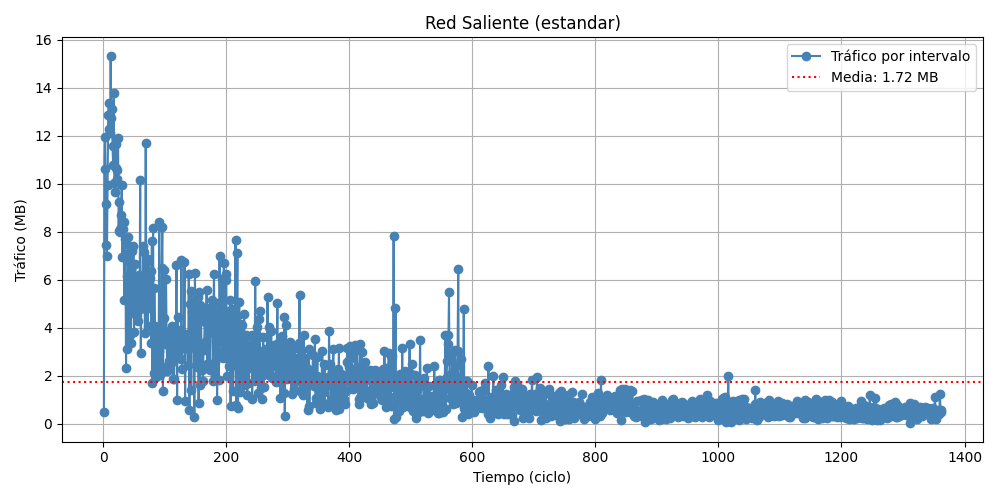 Red Saliente (estandar)
Tráfico por intervalo
Media: 1.72 MB
Tráfico (MB)
16
14
12
10
8
6
4
2
0
0 200 400 600 800 1000 1200 1400
Tiempo (ciclo)